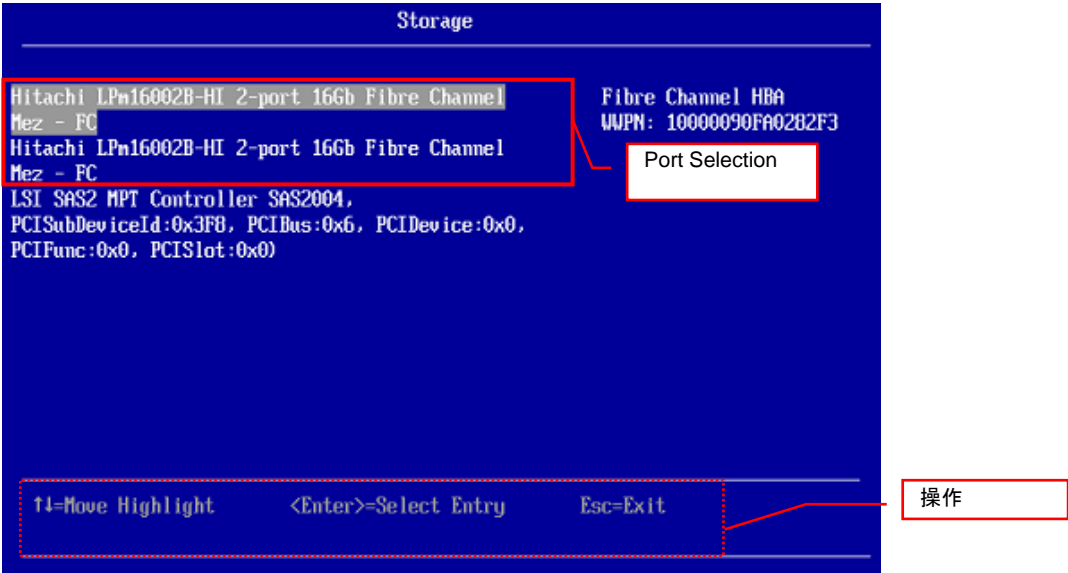 Storage
Hitachi LPm16002B-HI 2-port 16Gb Fibre Channel
Mez - FC
Hitachi LPm16002B-HI 2-port 16Gb Fibre Channel
Mez - FC
LSI SAS2 MPT Controller SAS2004,
PCISubDeviceId:0x3F8, PCIBus:0x6, PCIDevice:0x0,
PCIFunc:0x0, PCISlot:0x0)
Fibre Channel HBA
WWPN: 10000090FA0282F3
Port Selection
↑↓=Move Highlight <Enter>=Select Entry Esc=Exit
操作